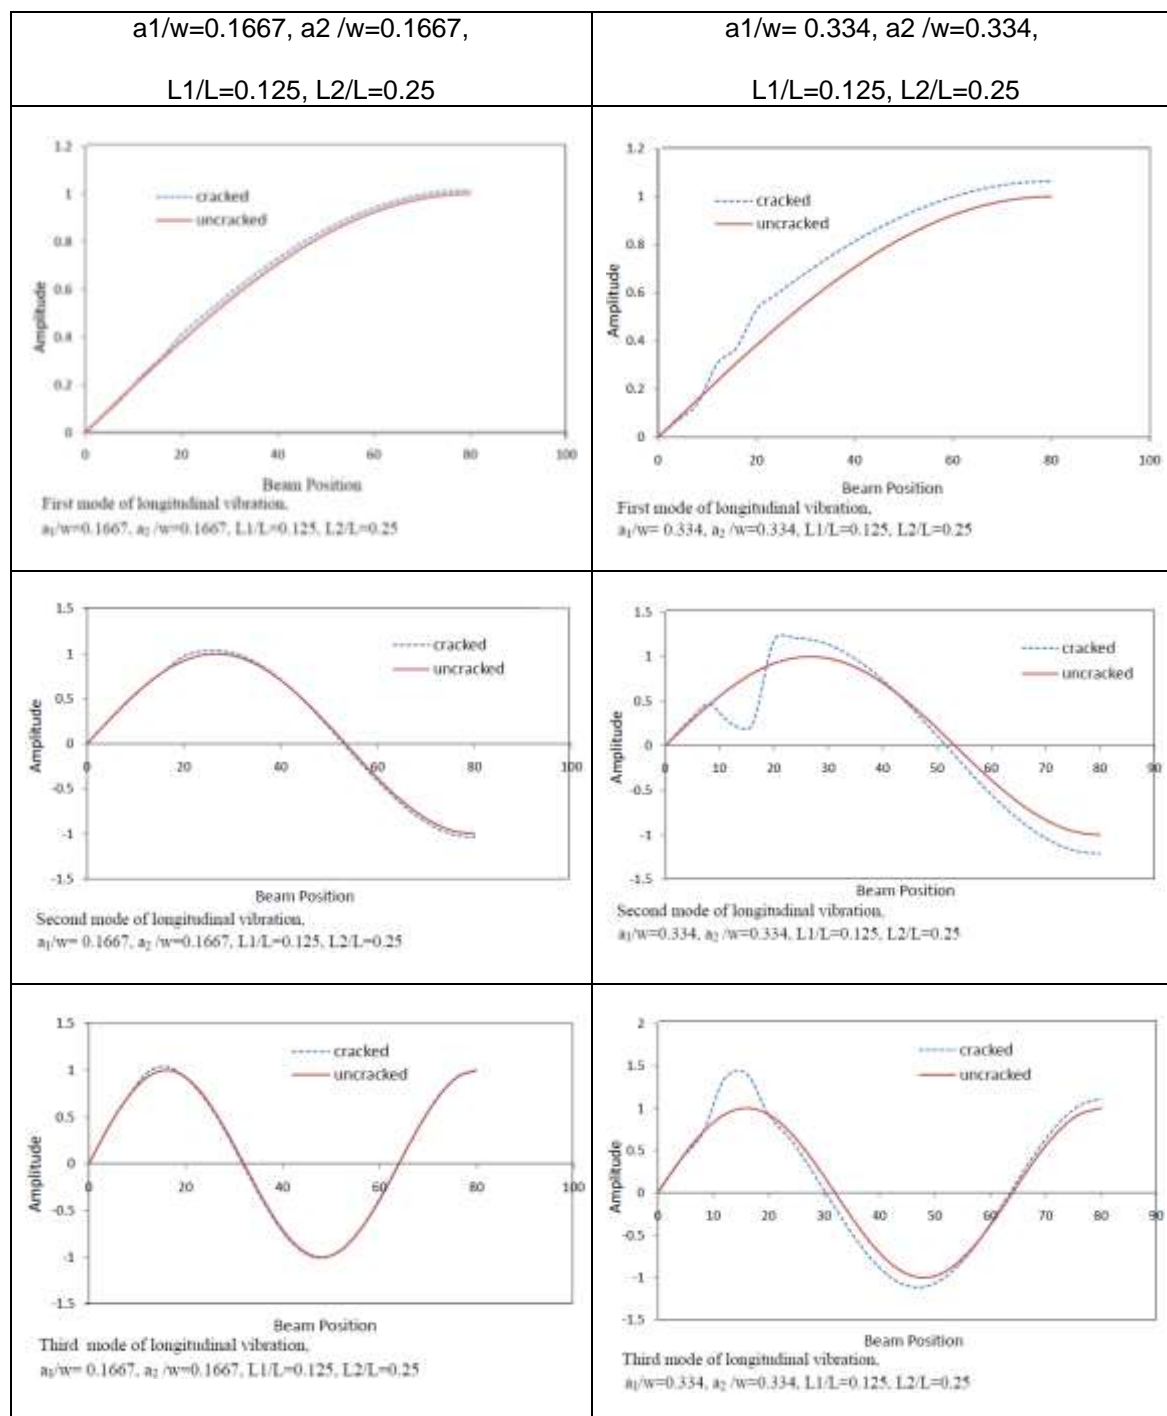 a1/w=0.1667, a2 /w=0.1667,
L1/L=0.125, L2/L=0.25
a1/w= 0.334, a2 /w=0.334,
L1/L=0.125, L2/L=0.25
1.2
1
0.8
0.6
0.4
0.2
0
Amplitude
cracked
uncracked
0 20 40 60 80 100
Beam Position
First mode of longitudinal vibration,
a₁/w=0.1667, a₂ /w=0.1667, L1/L=0.125, L2/L=0.25
1.2
1
0.8
0.6
0.4
0.2
0
Amplitude
cracked
uncracked
0 20 40 60 80 100
Beam Position
First mode of longitudinal vibration,
a₁/w= 0.334, a₂ /w=0.334, L1/L=0.125, L2/L=0.25
1.5
1
0.5
0
-0.5
-1
-1.5
Amplitude
cracked
uncracked
0 20 40 60 80 100
Beam Position
Second mode of longitudinal vibration,
a₁/w= 0.1667, a₂ /w=0.1667, L1/L=0.125, L2/L=0.25
1.5
1
0.5
0
-0.5
-1
-1.5
Amplitude
cracked
uncracked
0 10 20 30 40 50 60 70 80 90
Beam Position
Second mode of longitudinal vibration,
a₁/w=0.334, a₂ /w=0.334, L1/L=0.125, L2/L=0.25
1.5
1
0.5
0
-0.5
-1
-1.5
Amplitude
cracked
uncracked
0 20 40 60 80 100
Beam Position
Third mode of longitudinal vibration,
a₁/w= 0.1667, a₂ /w=0.1667, L1/L=0.125, L2/L=0.25
2
1.5
1
0.5
0
-0.5
-1
-1.5
Amplitude
cracked
uncracked
0 10 20 30 40 50 60 70 80 90
Beam Position
Third mode of longitudinal vibration,
a₁/w=0.334, a₂ /w=0.334, L1/L=0.125, L2/L=0.25